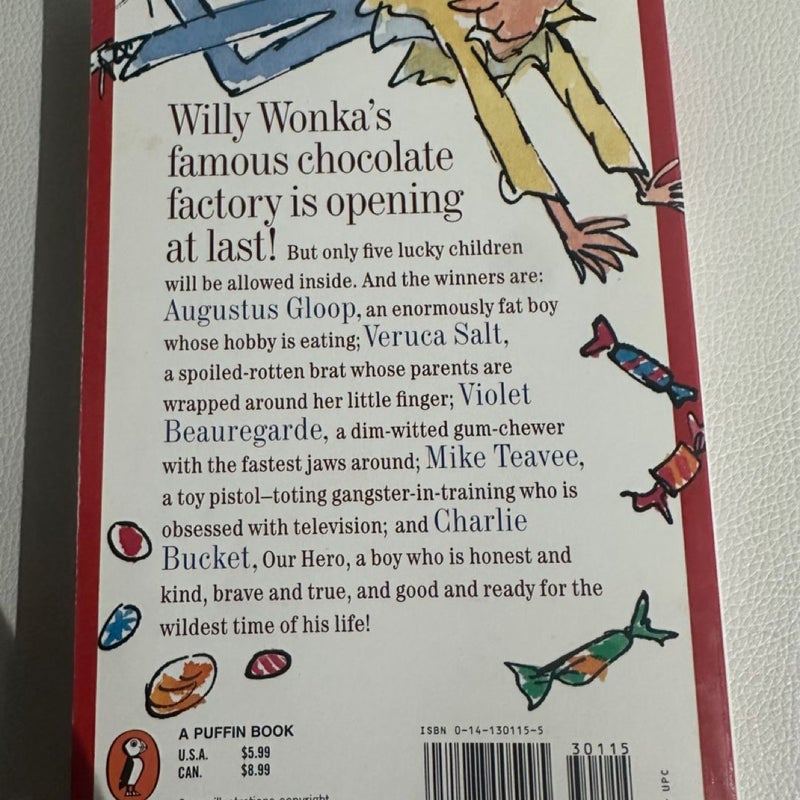 Willy Wonka's
famous chocolate
factory is opening
at last! But only five lucky children
will be allowed inside. And the winners are:
Augustus Gloop, an enormously fat boy
whose hobby is eating; Veruca Salt,
a spoiled-rotten brat whose parents are
wrapped around her little finger; Violet
Beauregarde, a dim-witted gum-chewer
with the fastest jaws around; Mike Teavee,
a toy pistol–toting gangster-in-training who is
obsessed with television; and Charlie
Bucket, Our Hero, a boy who is honest and
kind, brave and true, and good and ready for the
wildest time of his life!
A PUFFIN BOOK
U.S.A. $5.99
CAN. $8.99
ISBN 0-14-130115-5
30115
UPC